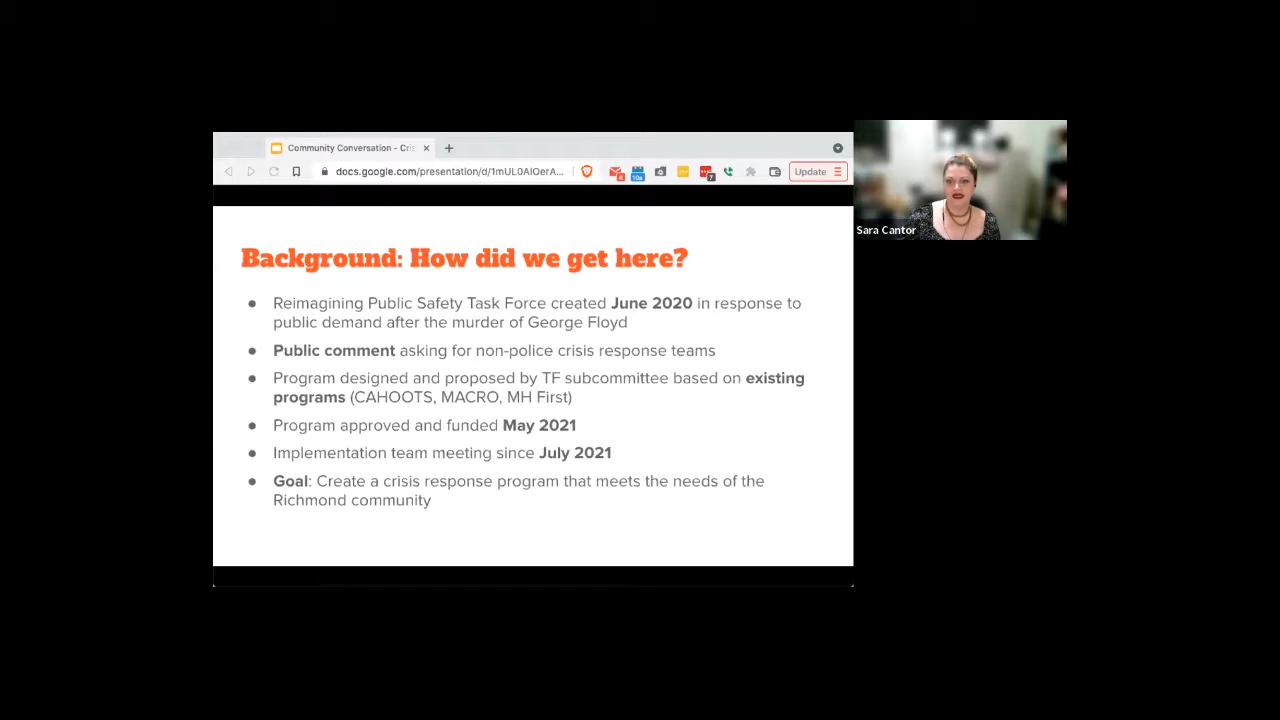 Community Conversation - Cri
docs.google.com/presentation/d/1mUL0AlOerA...
4
10a
7
Update
Sara Cantor
Background: How did we get here?
● Reimagining Public Safety Task Force created June 2020 in response to
public demand after the murder of George Floyd
● Public comment asking for non-police crisis response teams
● Program designed and proposed by TF subcommittee based on existing
programs (CAHOOTS, MACRO, MH First)
● Program approved and funded May 2021
● Implementation team meeting since July 2021
● Goal: Create a crisis response program that meets the needs of the
Richmond community